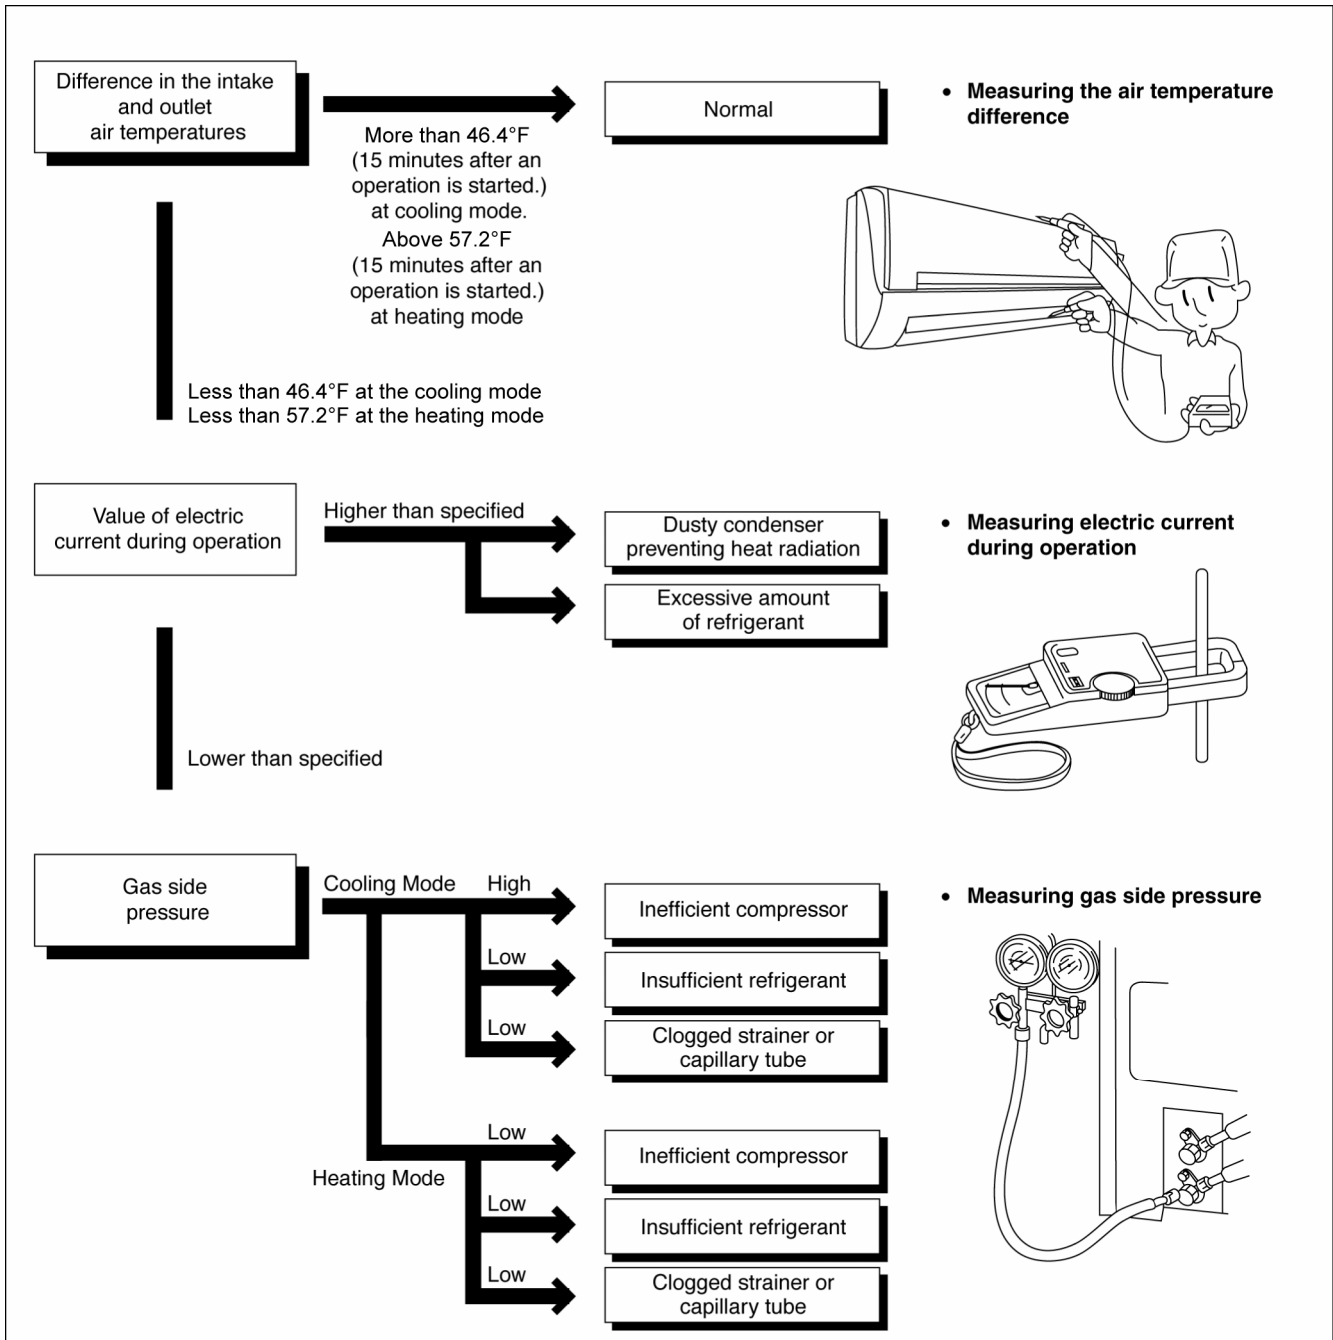 Difference in the intake
and outlet
air temperatures
More than 46.4°F
(15 minutes after an
operation is started.)
at cooling mode.
Above 57.2°F
(15 minutes after an
operation is started.)
at heating mode
Normal
• Measuring the air temperature
difference
Less than 46.4°F at the cooling mode
Less than 57.2°F at the heating mode
Value of electric
current during operation
Higher than specified
Dusty condenser
preventing heat radiation
Excessive amount
of refrigerant
• Measuring electric current
during operation
Lower than specified
Gas side
pressure
Cooling Mode
High
Inefficient compressor
Low
Insufficient refrigerant
Low
Clogged strainer or
capillary tube
Heating Mode
Low
Inefficient compressor
Low
Insufficient refrigerant
Low
Clogged strainer or
capillary tube
• Measuring gas side pressure